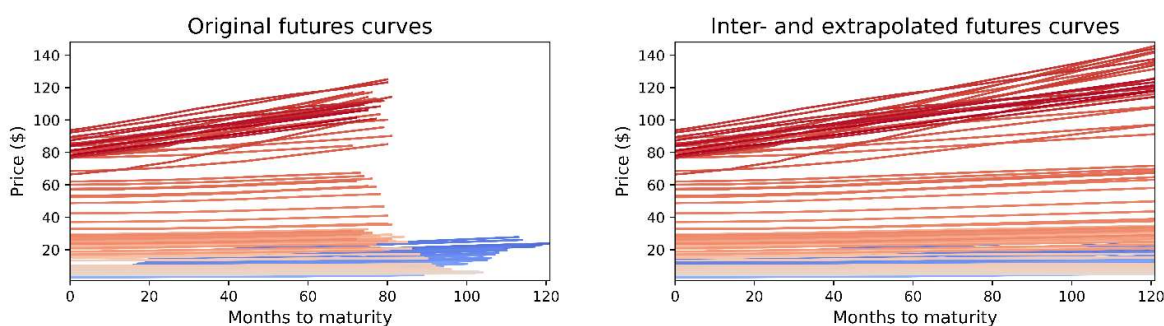 Original futures curves
140
120
100
80
60
40
20
Price ($)
0 20 40 60 80 100 120
Months to maturity
Inter- and extrapolated futures curves
140
120
100
80
60
40
20
Price ($)
0 20 40 60 80 100 120
Months to maturity